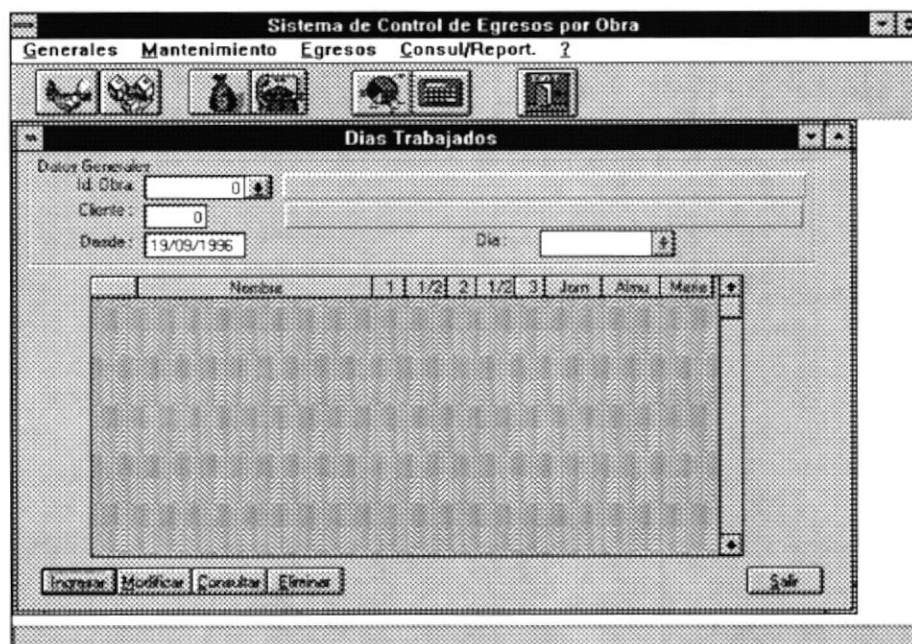 Sistema de Control de Egresos por Obra
Generales Mantenimiento Egresos Consul/Report. ?
Dias Trabajados
Datos Generales
Id. Obra: 0
Cliente : 0
Desde : 19/09/1996 Dia :
Nombre 1 1/2 2 1/2 3 Jorn Almu Merie
Ingresar Modificar Consultar Eliminar Salir